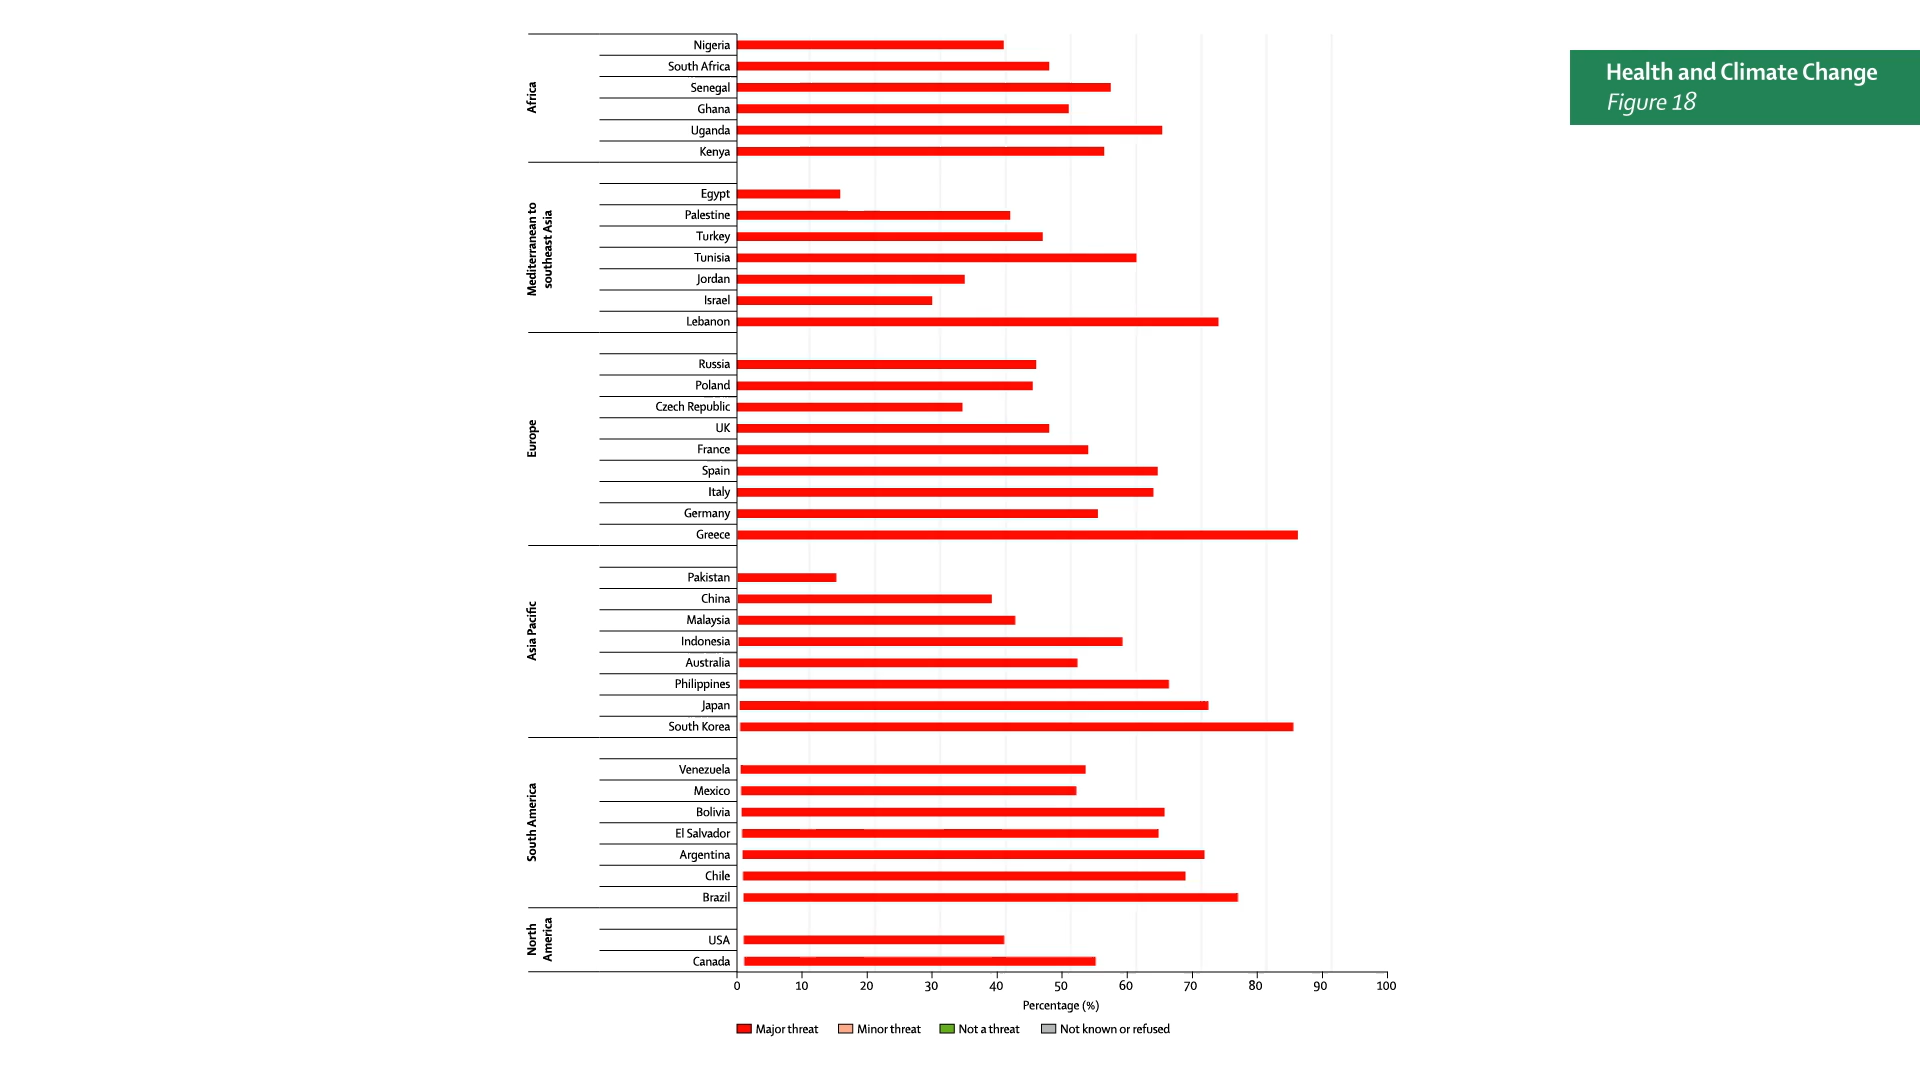 Health and Climate Change
Figure 18
Africa
Nigeria
South Africa
Senegal
Ghana
Uganda
Kenya
Mediterranean to
southeast Asia
Egypt
Palestine
Turkey
Tunisia
Jordan
Israel
Lebanon
Europe
Russia
Poland
Czech Republic
UK
France
Spain
Italy
Germany
Greece
Asia Pacific
Pakistan
China
Malaysia
Indonesia
Australia
Philippines
Japan
South Korea
South America
Venezuela
Mexico
Bolivia
El Salvador
Argentina
Chile
Brazil
North
America
USA
Canada
0 10 20 30 40 50 60 70 80 90 100
Percentage (%)
Major threat Minor threat Not a threat Not known or refused